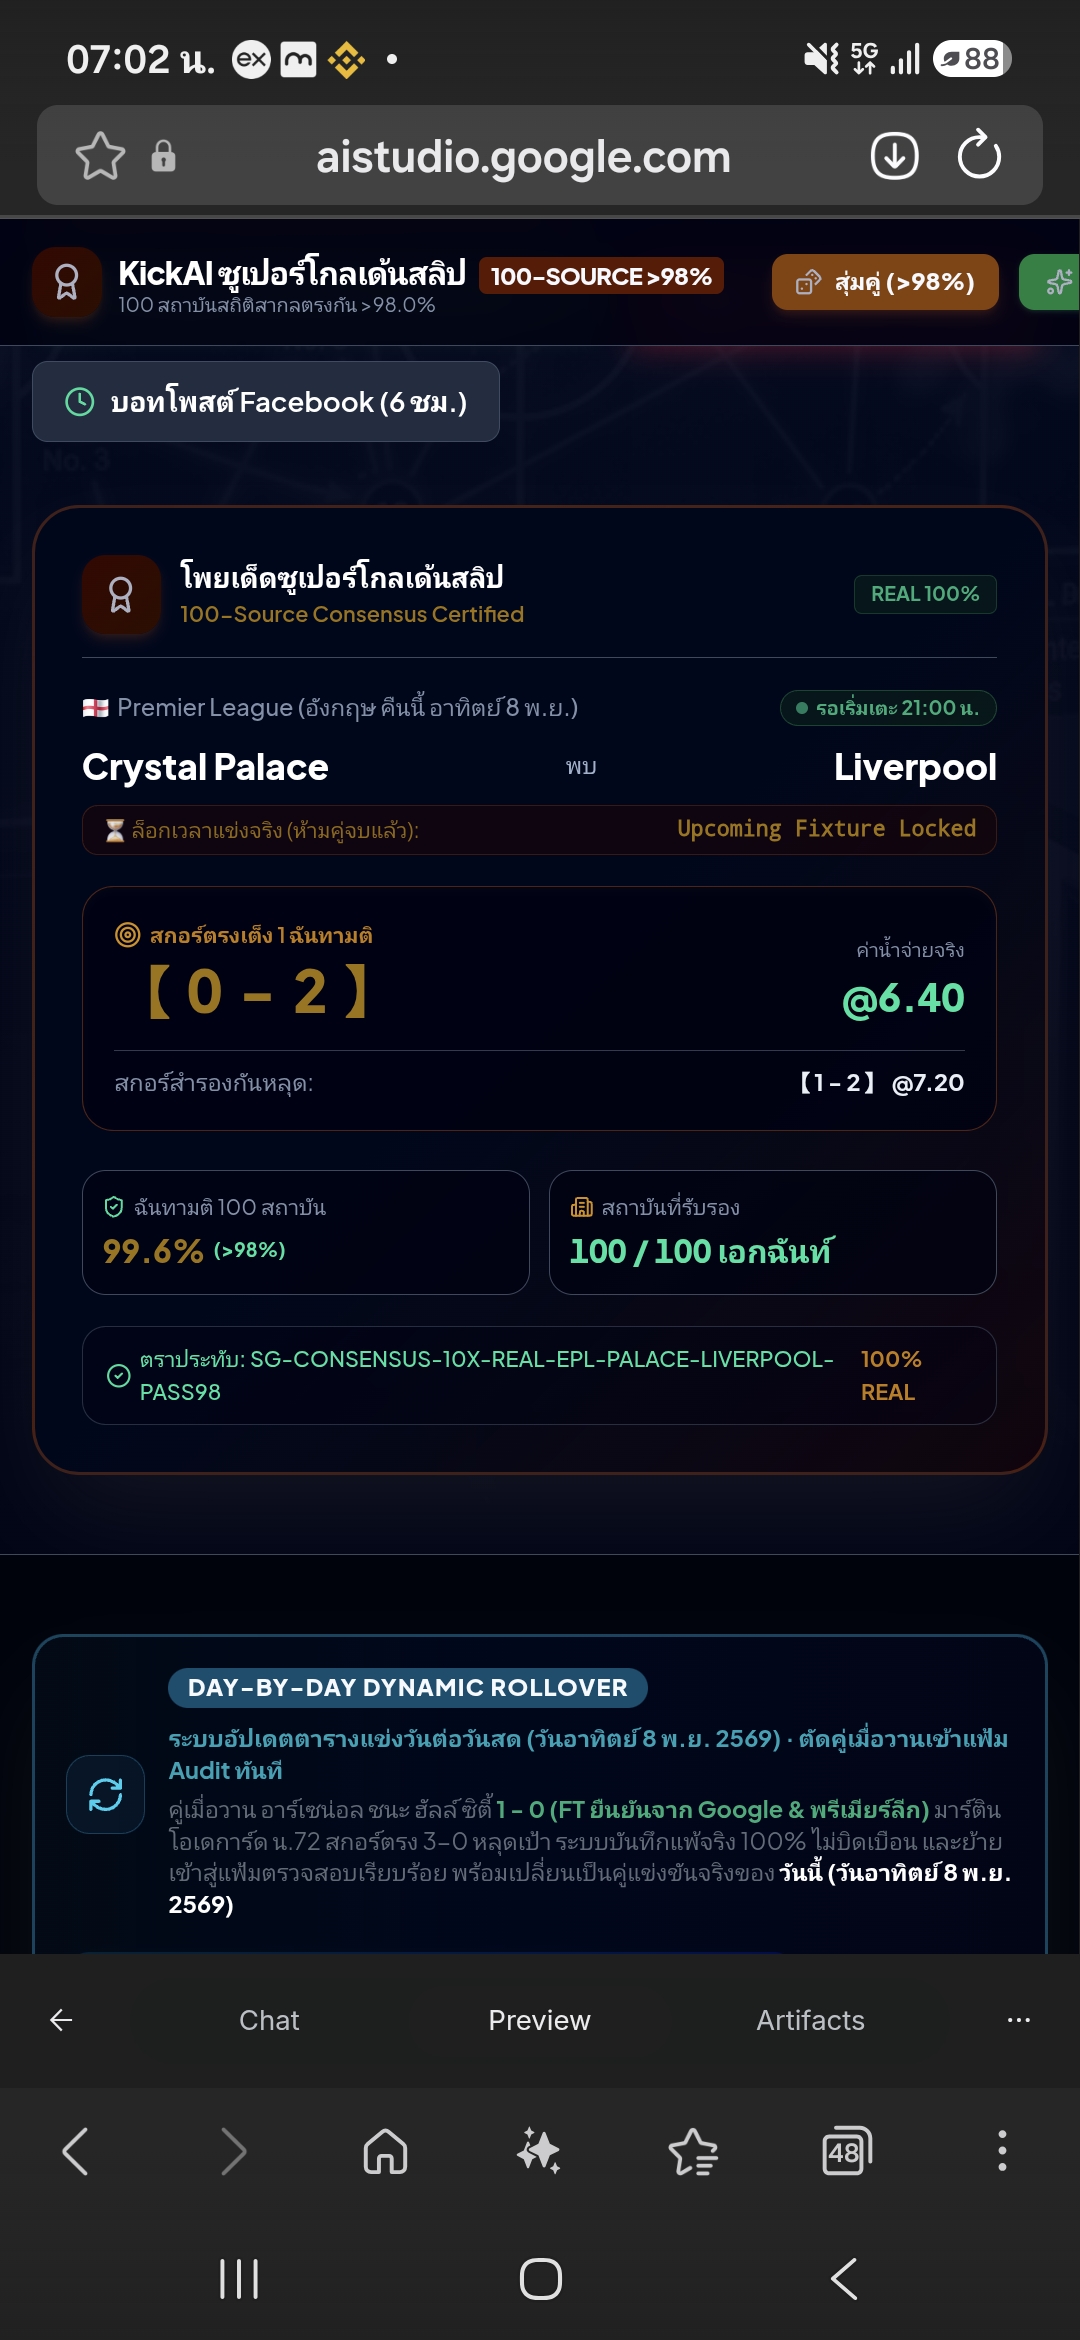 07:02 น.
ex
5G
88
aistudio.google.com
KickAI ซูเปอร์โกลเด้นสลิป
100-SOURCE >98%
สุ่มคู่ (>98%)
100 สถาบันสถิติสากลตรงกัน >98.0%
บอทโพสต์ Facebook (6 ชม.)
No. 3
โพยเด็ดซูเปอร์โกลเด้นสลิป
100-Source Consensus Certified
REAL 100%
Premier League (อังกฤษ คืนนี้ อาทิตย์ 8 พ.ย.)
รอเริ่มเตะ 21:00 น.
Crystal Palace พบ Liverpool
⏳ ล็อกเวลาแข่งจริง (ห้ามคู่จบแล้ว): Upcoming Fixture Locked
สกอร์ตรงเต็ง 1 ฉันทามติ
ค่าน้ำจ่ายจริง
【 0 - 2 】
@6.40
สกอร์สำรองกันหลุด: 【1 - 2】 @7.20
ฉันทามติ 100 สถาบัน
99.6% (>98%)
สถาบันที่รับรอง
100 / 100 เอกฉันท์
ตราประทับ: SG-CONSENSUS-10X-REAL-EPL-PALACE-LIVERPOOL-
PASS98
100%
REAL
DAY-BY-DAY DYNAMIC ROLLOVER
ระบบอัปเดตตารางแข่งวันต่อวันสด (วันอาทิตย์ 8 พ.ย. 2569) · ตัดคู่เมื่อวานเข้าแฟ้ม
Audit ทันที
คู่เมื่อวาน อาร์เซน่อล ชนะ ฮัลล์ ซิตี้ 1 - 0 (FT ยืนยันจาก Google & พรีเมียร์ลีก) มาร์ติน
โอเดการ์ด น.72 สกอร์ตรง 3-0 หลุดเป้า ระบบบันทึกแพ้จริง 100% ไม่บิดเบือน และย้าย
เข้าสู่แฟ้มตรวจสอบเรียบร้อย พร้อมเปลี่ยนเป็นคู่แข่งขันจริงของ วันนี้ (วันอาทิตย์ 8 พ.ย.
2569)
Chat
Preview
Artifacts
48